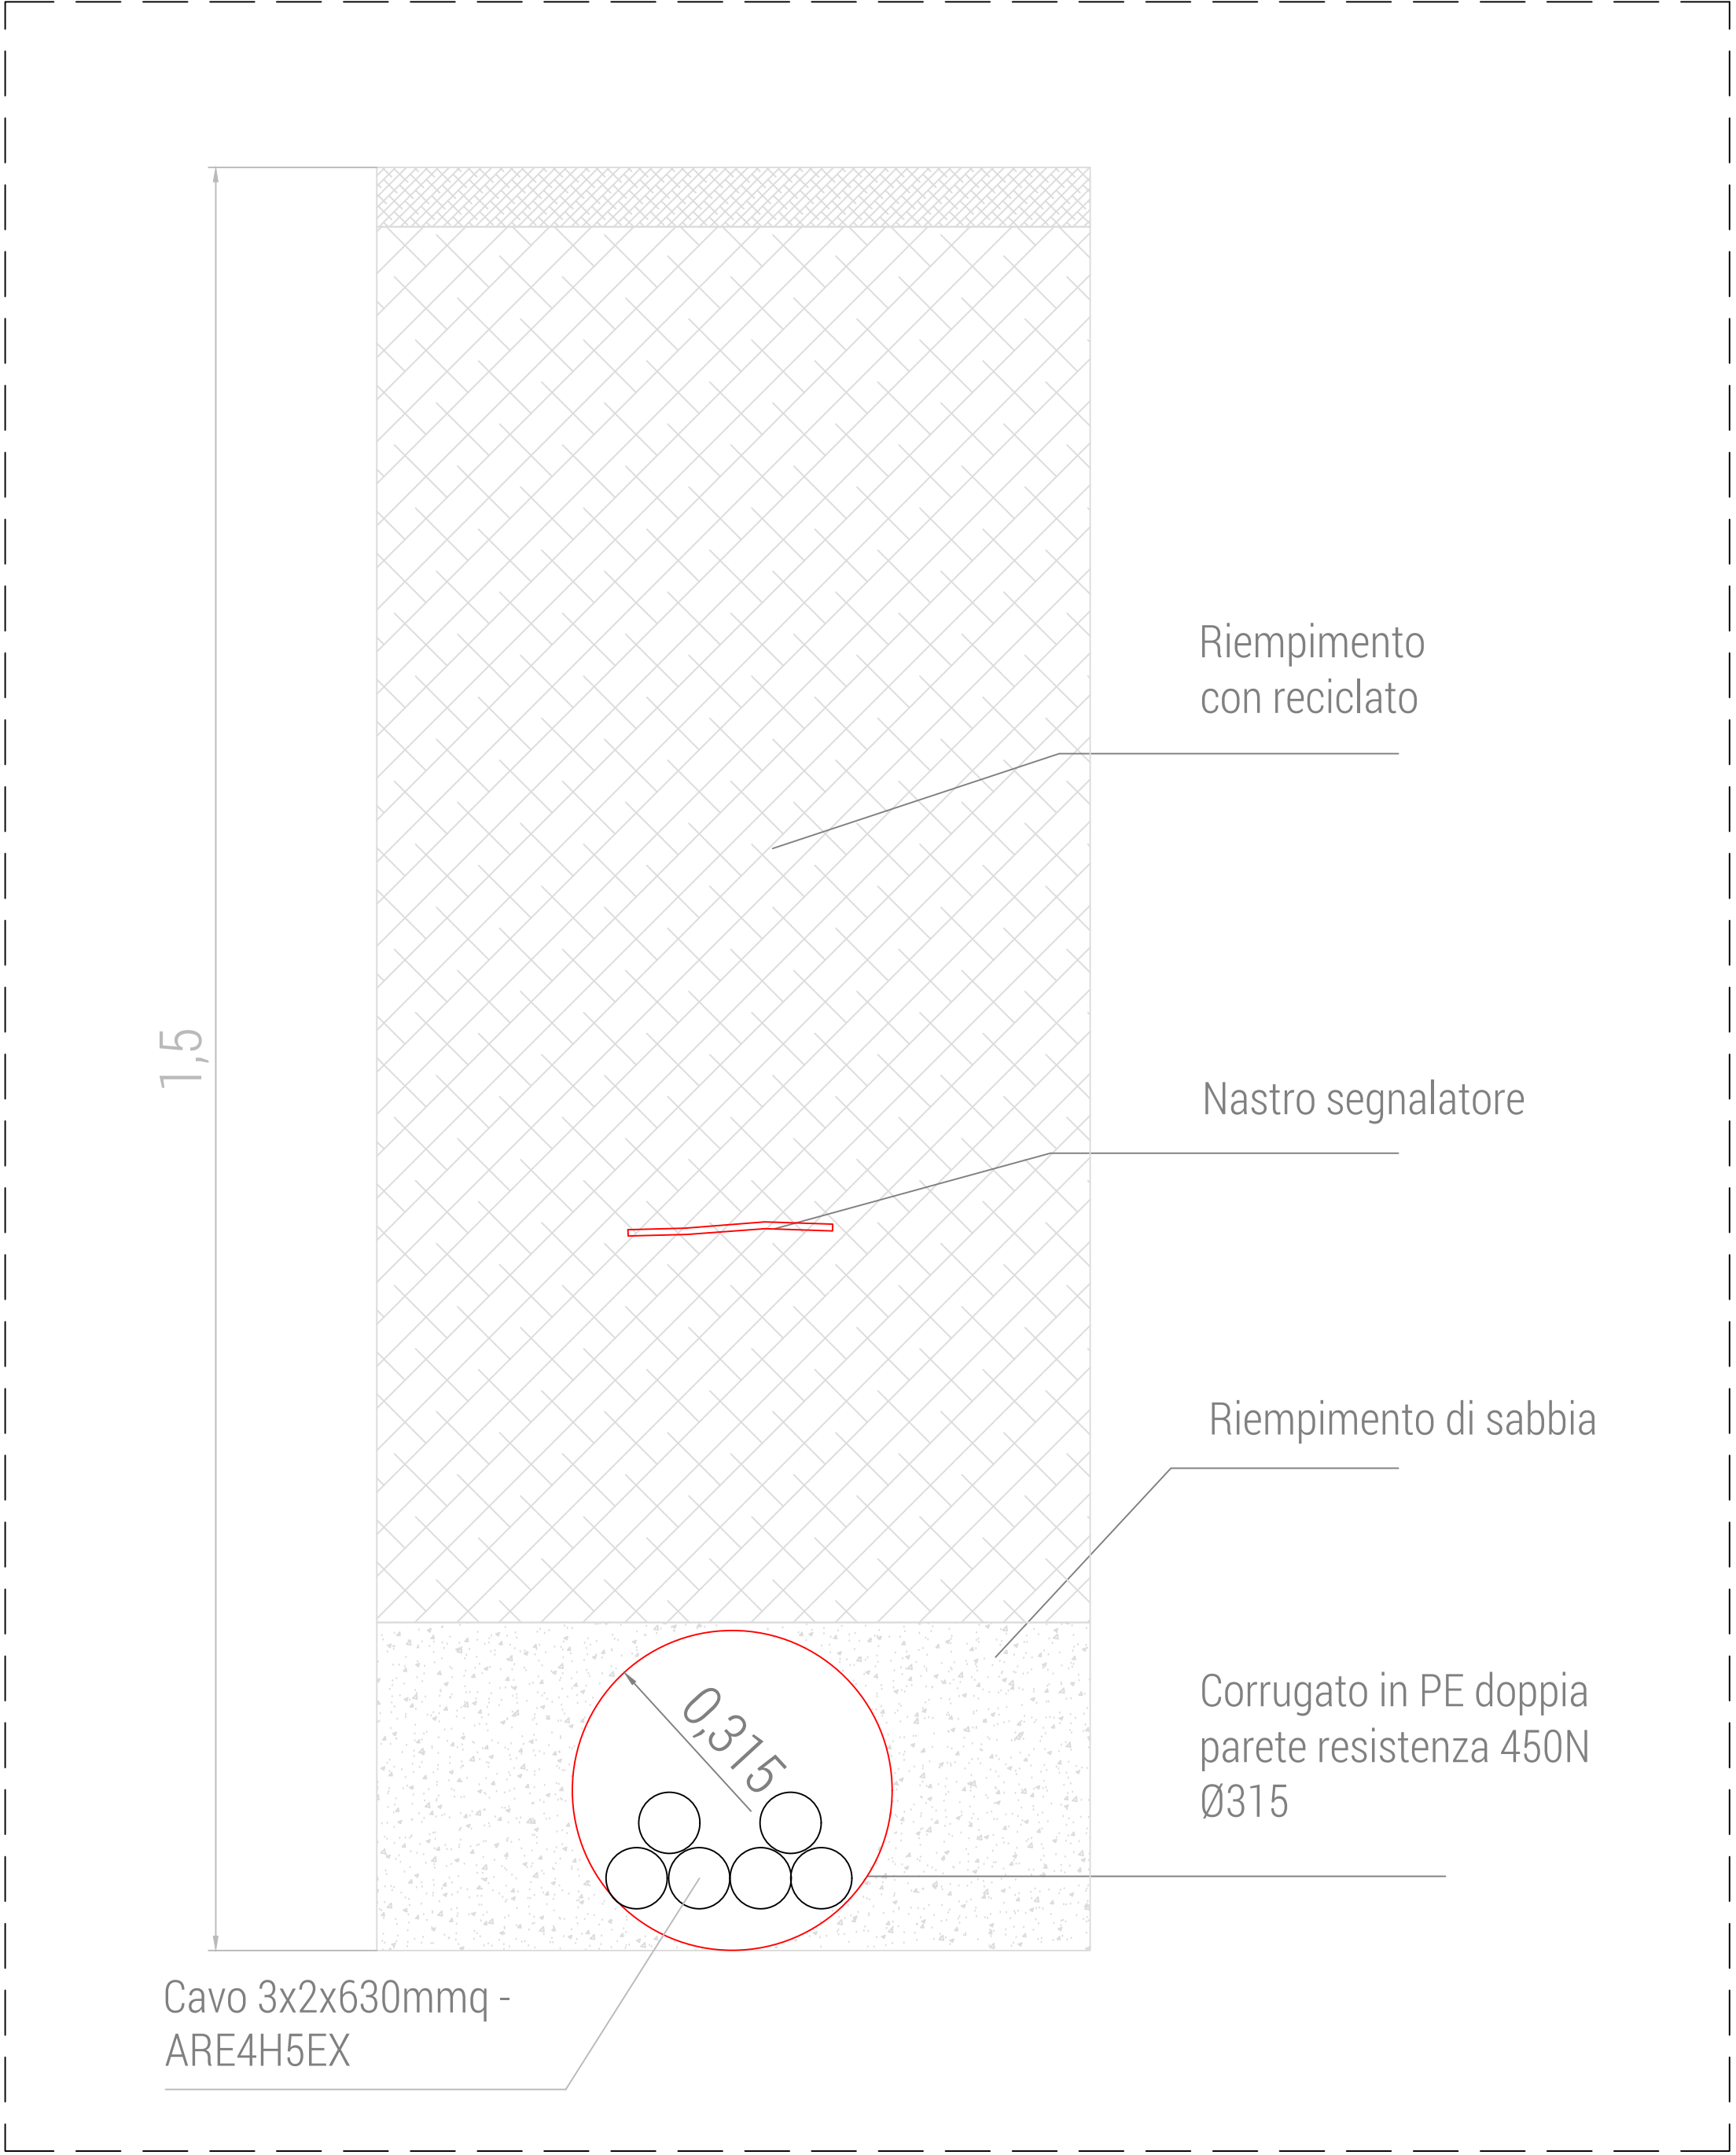 Riempimento
con reciclato
1,5
Nastro segnalatore
Riempimento di sabbia
0,315
Corrugato in PE doppia
parete resistenza 450N
Ø315
Cavo 3x2x630mmq -
ARE4H5EX